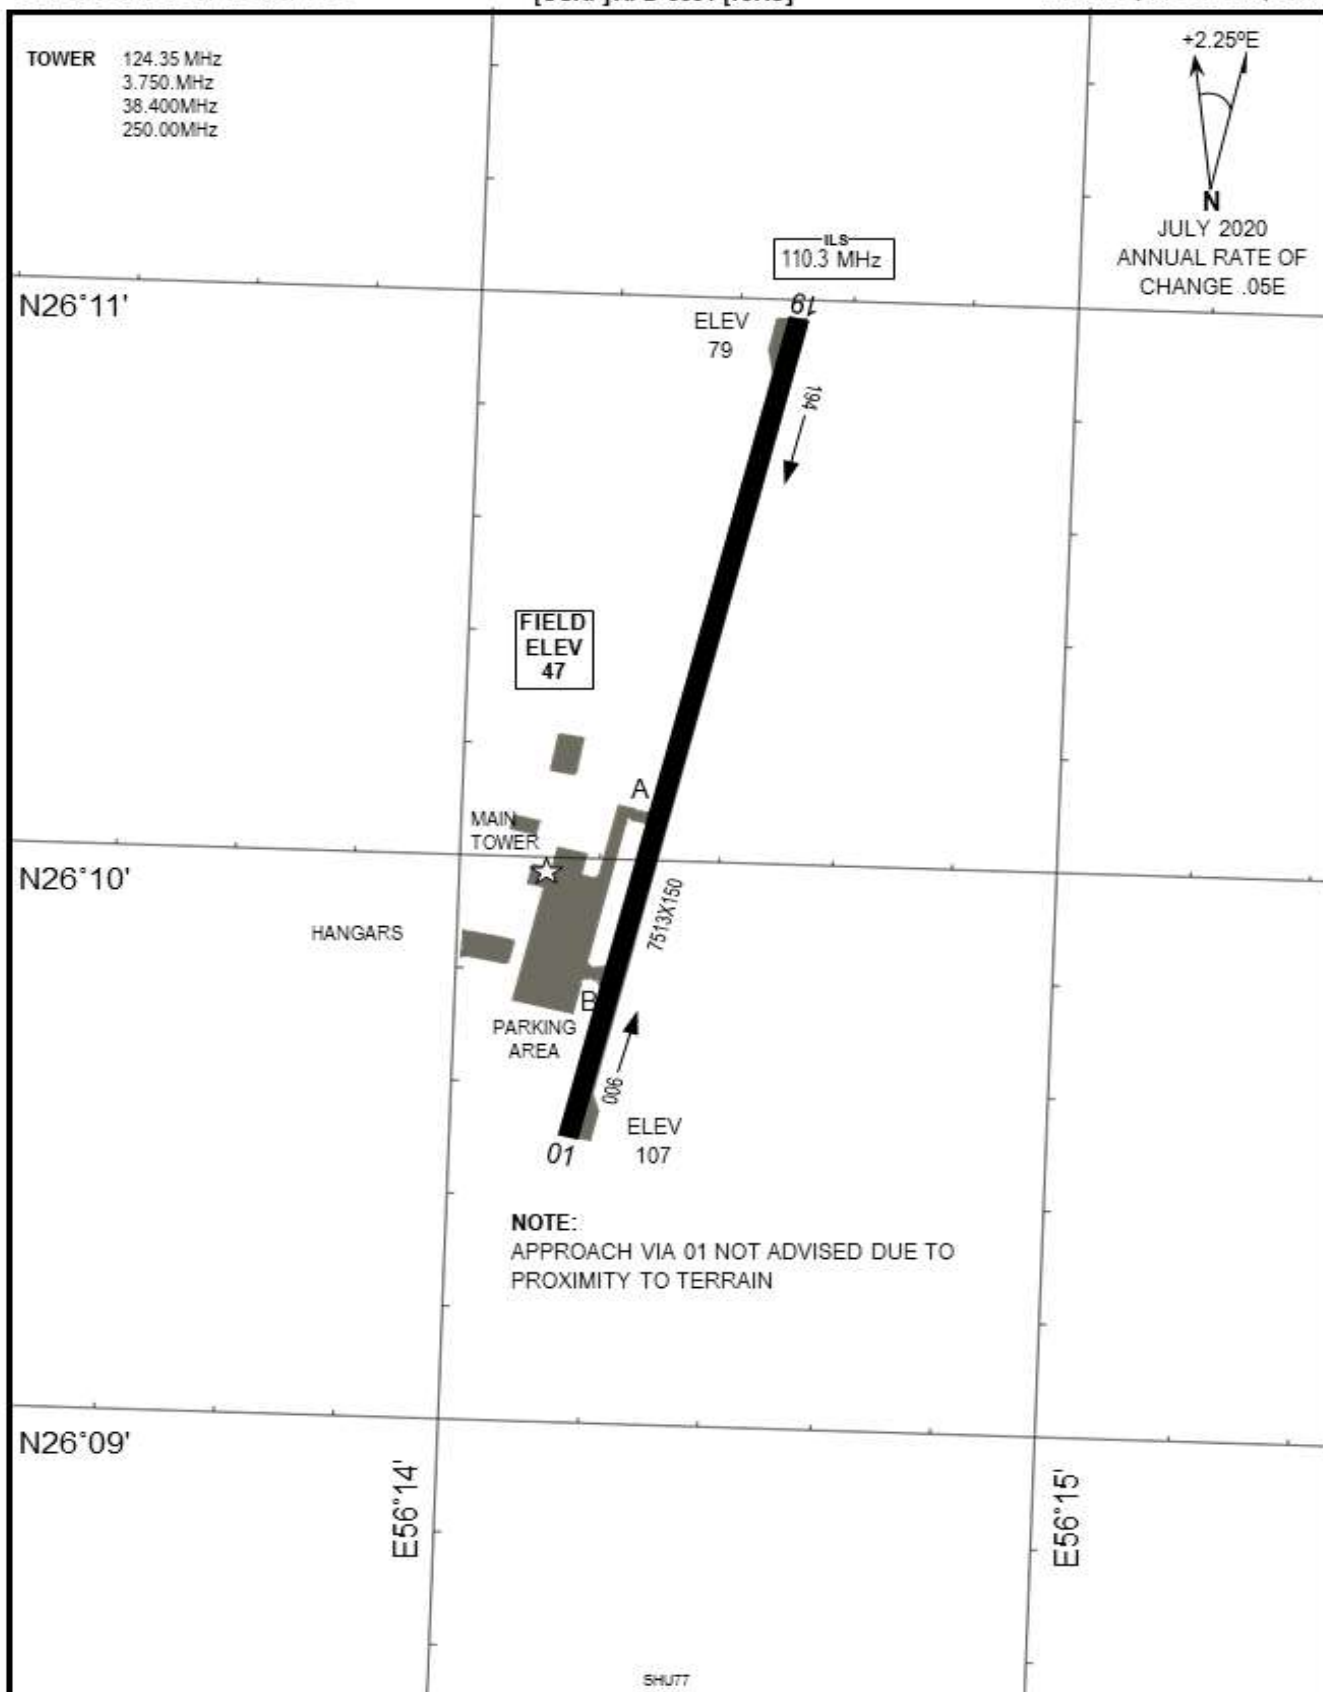 TOWER 124.35 MHz
3.750.MHz
38.400MHz
250.00MHz
+2.25ºE
N
JULY 2020
ANNUAL RATE OF
CHANGE .05E
ILS
110.3 MHz
N26°11'
19
ELEV
79
194
FIELD
ELEV
47
A
MAIN
TOWER
N26°10'
7513X150
HANGARS
B
PARKING
AREA
006
ELEV
107
01
NOTE:
APPROACH VIA 01 NOT ADVISED DUE TO
PROXIMITY TO TERRAIN
N26°09'
E56°14'
E56°15'
SHU77